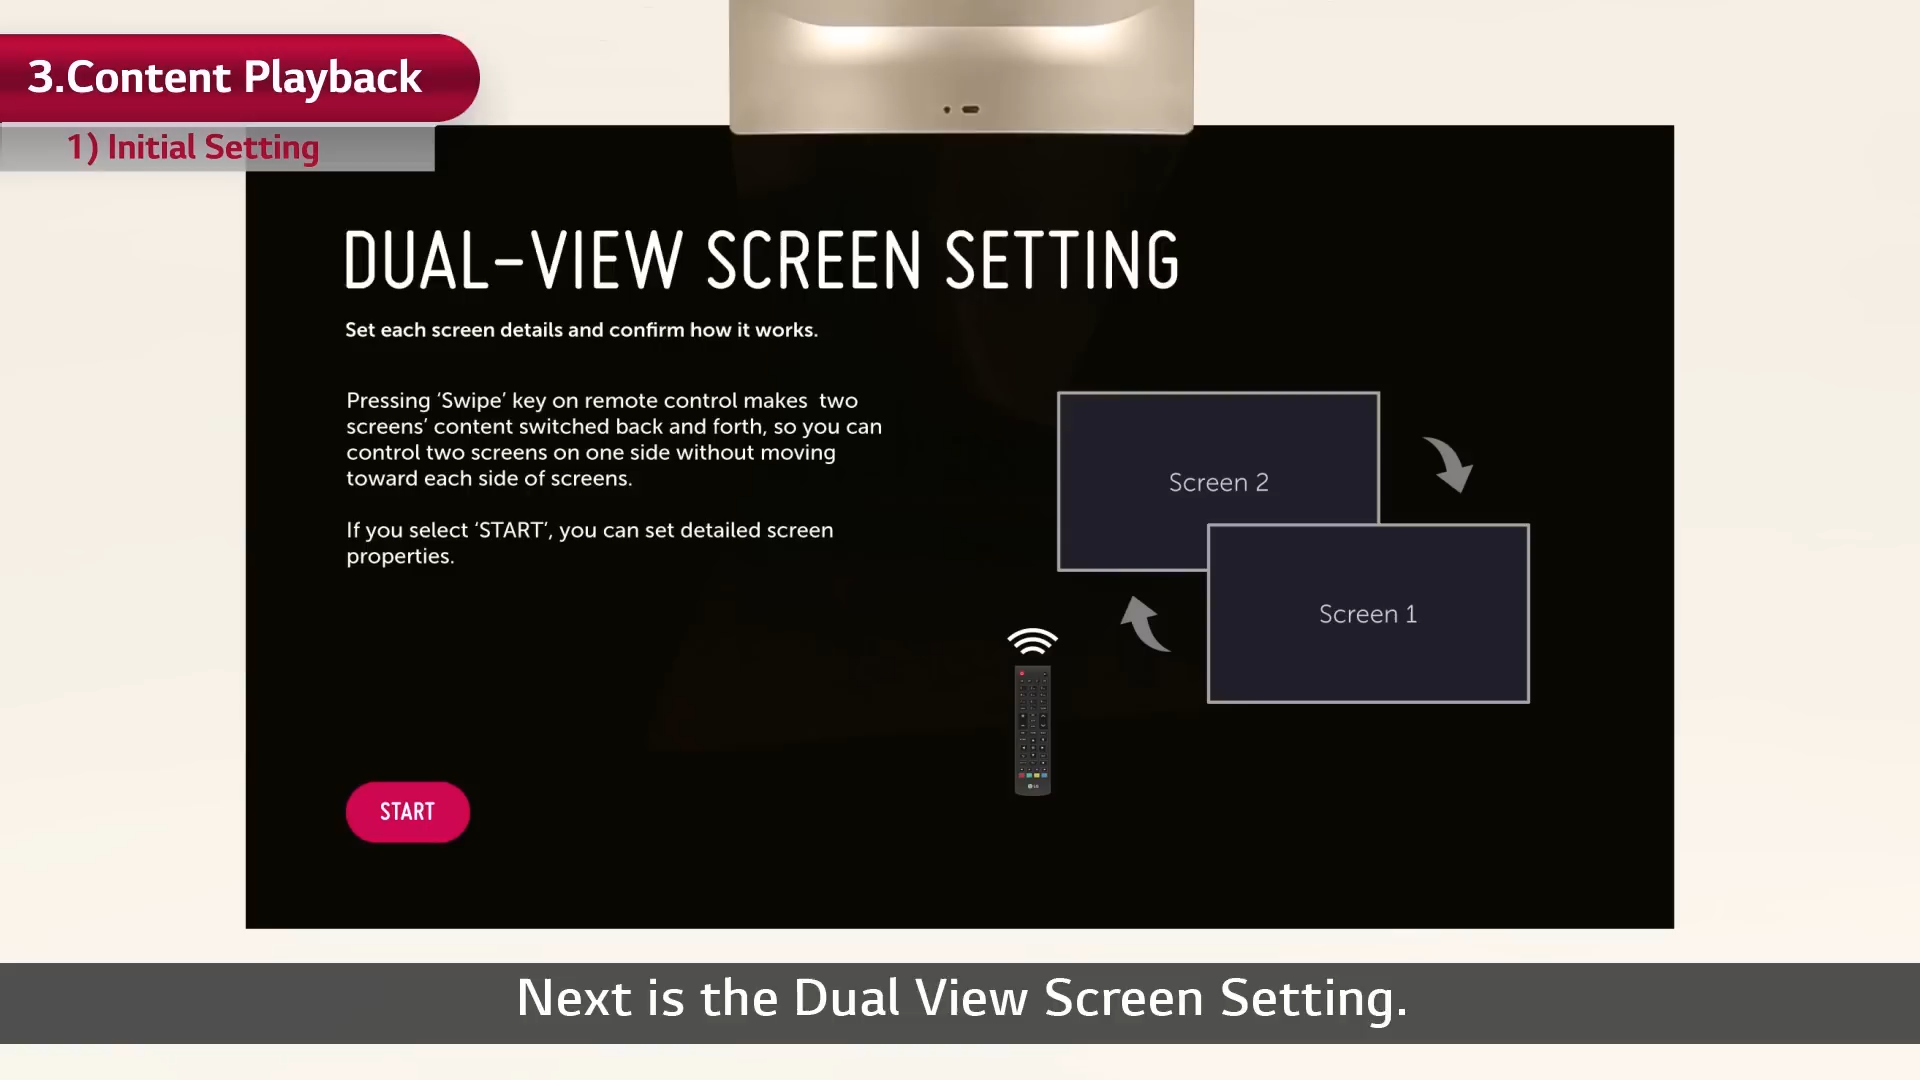 3.Content Playback
1) Initial Setting
DUAL-VIEW SCREEN SETTING
Set each screen details and confirm how it works.
Pressing ‘Swipe’ key on remote control makes  two
screens’ content switched back and forth, so you can
control two screens on one side without moving
toward each side of screens.
If you select ‘START’, you can set detailed screen
properties.
Screen 2
Screen 1
LG
START
Next is the Dual View Screen Setting.